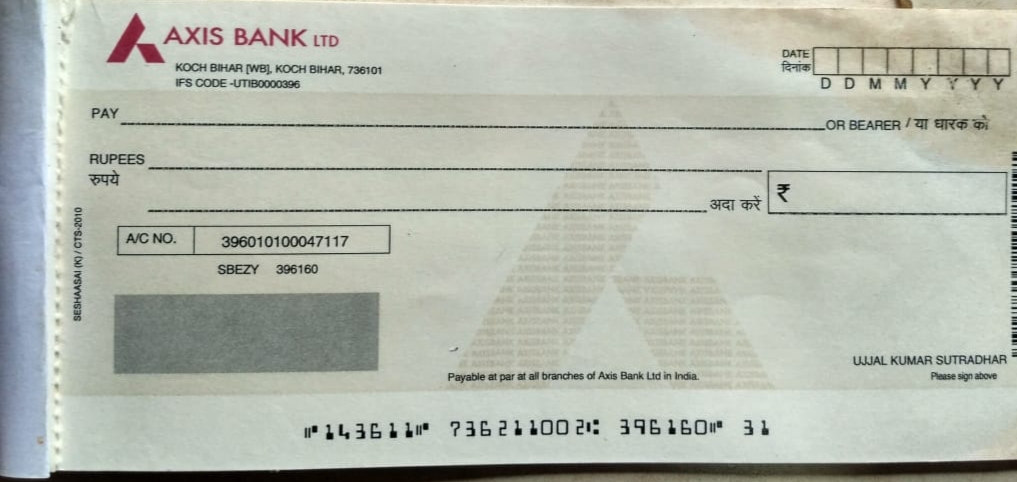 AXIS BANK LTD
KOCH BIHAR [WB], KOCH BIHAR, 736101
IFS CODE -UTIB0000396
DATE
दिनांक
D D M M Y Y Y Y
PAY OR BEARER / या धारक को
RUPEES
रुपये
अदा करें ₹
A/C NO. 396010100047117
SBEZY 396160
SESHAASAI (K) / CTS-2010
UJJAL KUMAR SUTRADHAR
Please sign above
Payable at par at all branches of Axis Bank Ltd in India.
⑈143611⑈ 736211002⑆ 396160⑈ 31